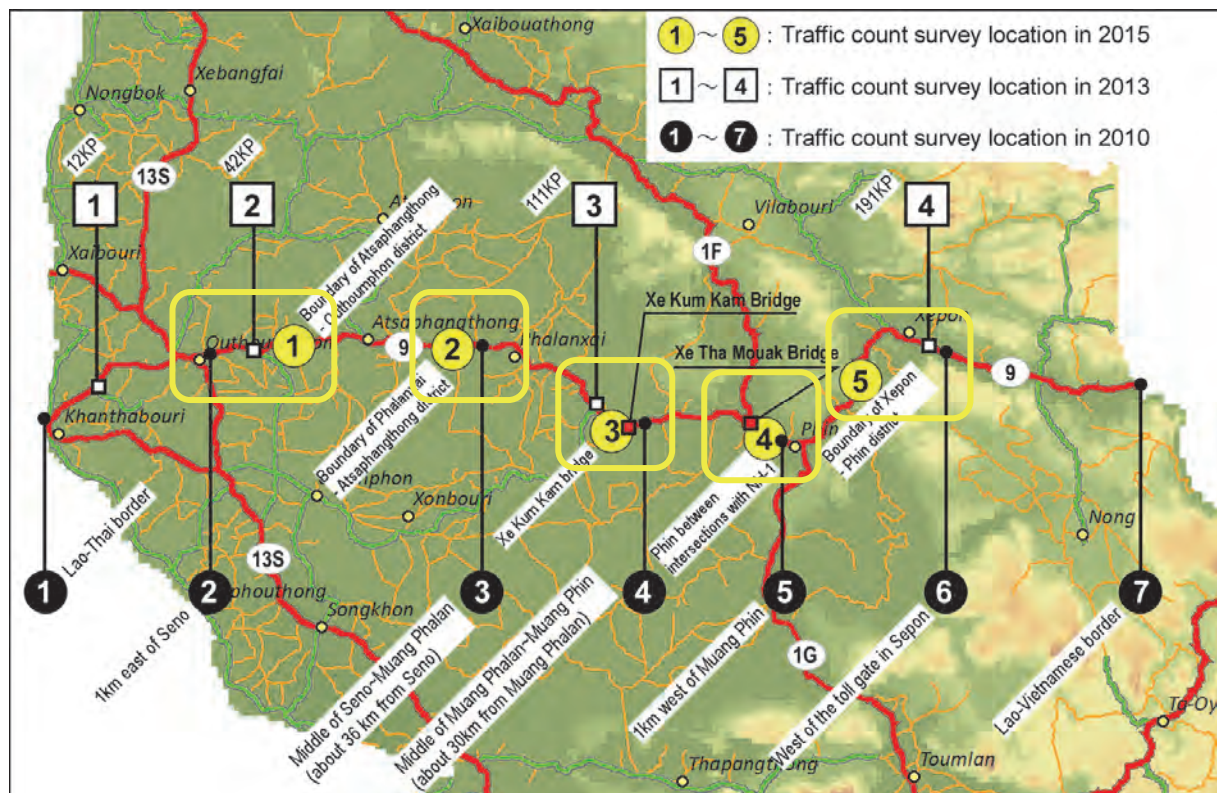 1 ~ 5 : Traffic count survey location in 2015
1 ~ 4 : Traffic count survey location in 2013
1 ~ 7 : Traffic count survey location in 2010
Xaibouathong
Xebangfai
Nongbok
12KP
42KP
13S
111KP
191KP
1
2
3
4
Vilabouri
1F
Xaibouri
Boundary of Atsaphangthong
- Outhoumphon district
Xe Kum Kam Bridge
Xe Tha Mouak Bridge
Xepon
Atsaphangthong
1
9
2
Phalanxai
5
9
Khanthabouri
3
4
Phin
Boundary of Phalanxai
- Atsaphangthong district
Boundary of Xepon
- Phin district
Xonbouri
Xe Kum Kam bridge
Phin between
intersections with NH-1
Nong
Lao-Thai border
13S
1
2
3
4
5
6
7
Songkhon
1km east of Seno
Middle of Seno~Muang Phalan
(about 36 km from Seno)
Middle of Muang Phalan~Muang Phin
(about 30km from Muang Phalan)
1km west of Muang Phin
1G
West of the toll gate in Sepon
Lao-Vietnamese border
Ta-Oy
Toumlan